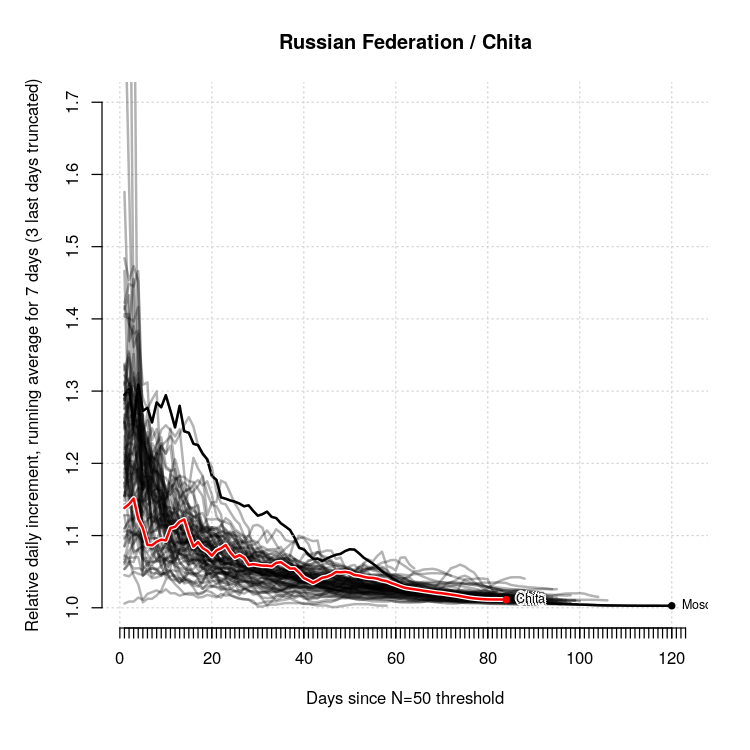 Russian Federation / Chita
Relative daily increment, running average for 7 days (3 last days truncated)
1.7
1.6
1.5
1.4
1.3
1.2
1.1
1.0
Chita
Mosc
0 20 40 60 80 100 120
Days since N=50 threshold